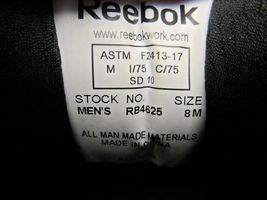 Reebok
www.reebokwork.com
ASTM F2413-17
M I/75 C/75
SD 10
STOCK NO. SIZE
MEN'S RB4625 8M
ALL MAN MADE MATERIALS
MADE IN CHINA